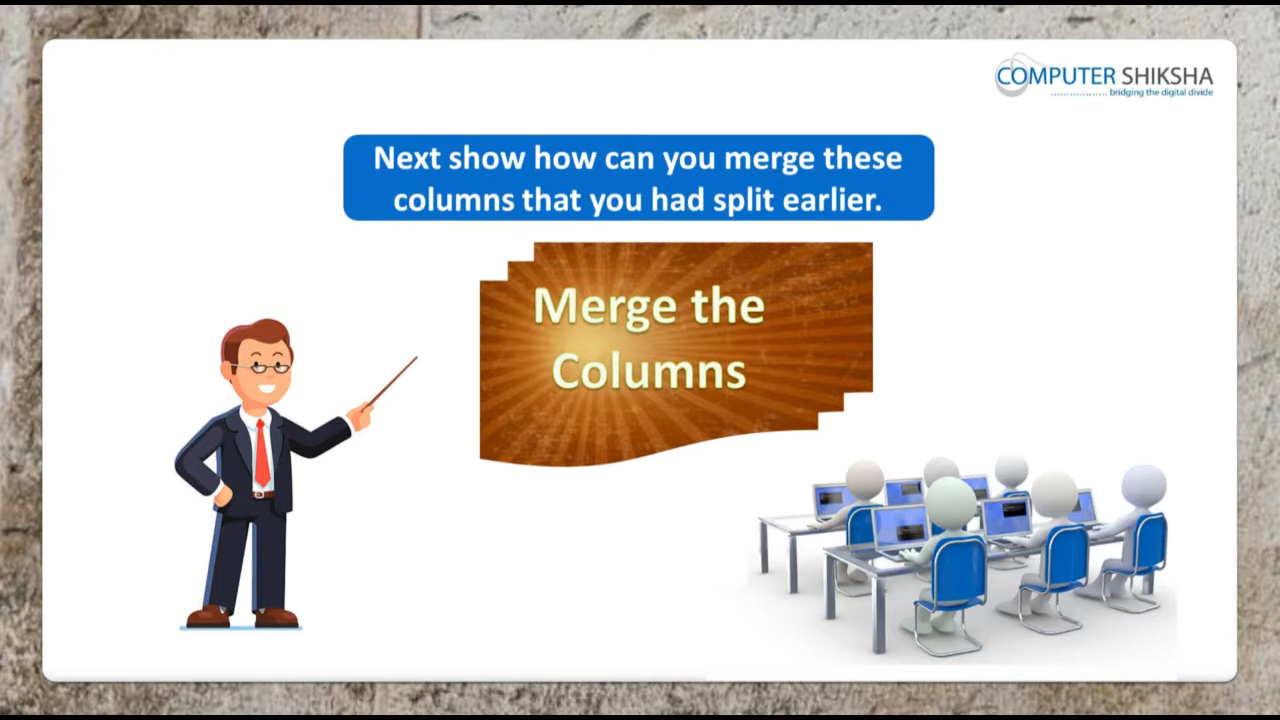 COMPUTER SHIKSHA
bridging the digital divide
Next show how can you merge these
columns that you had split earlier.
Merge the
Columns